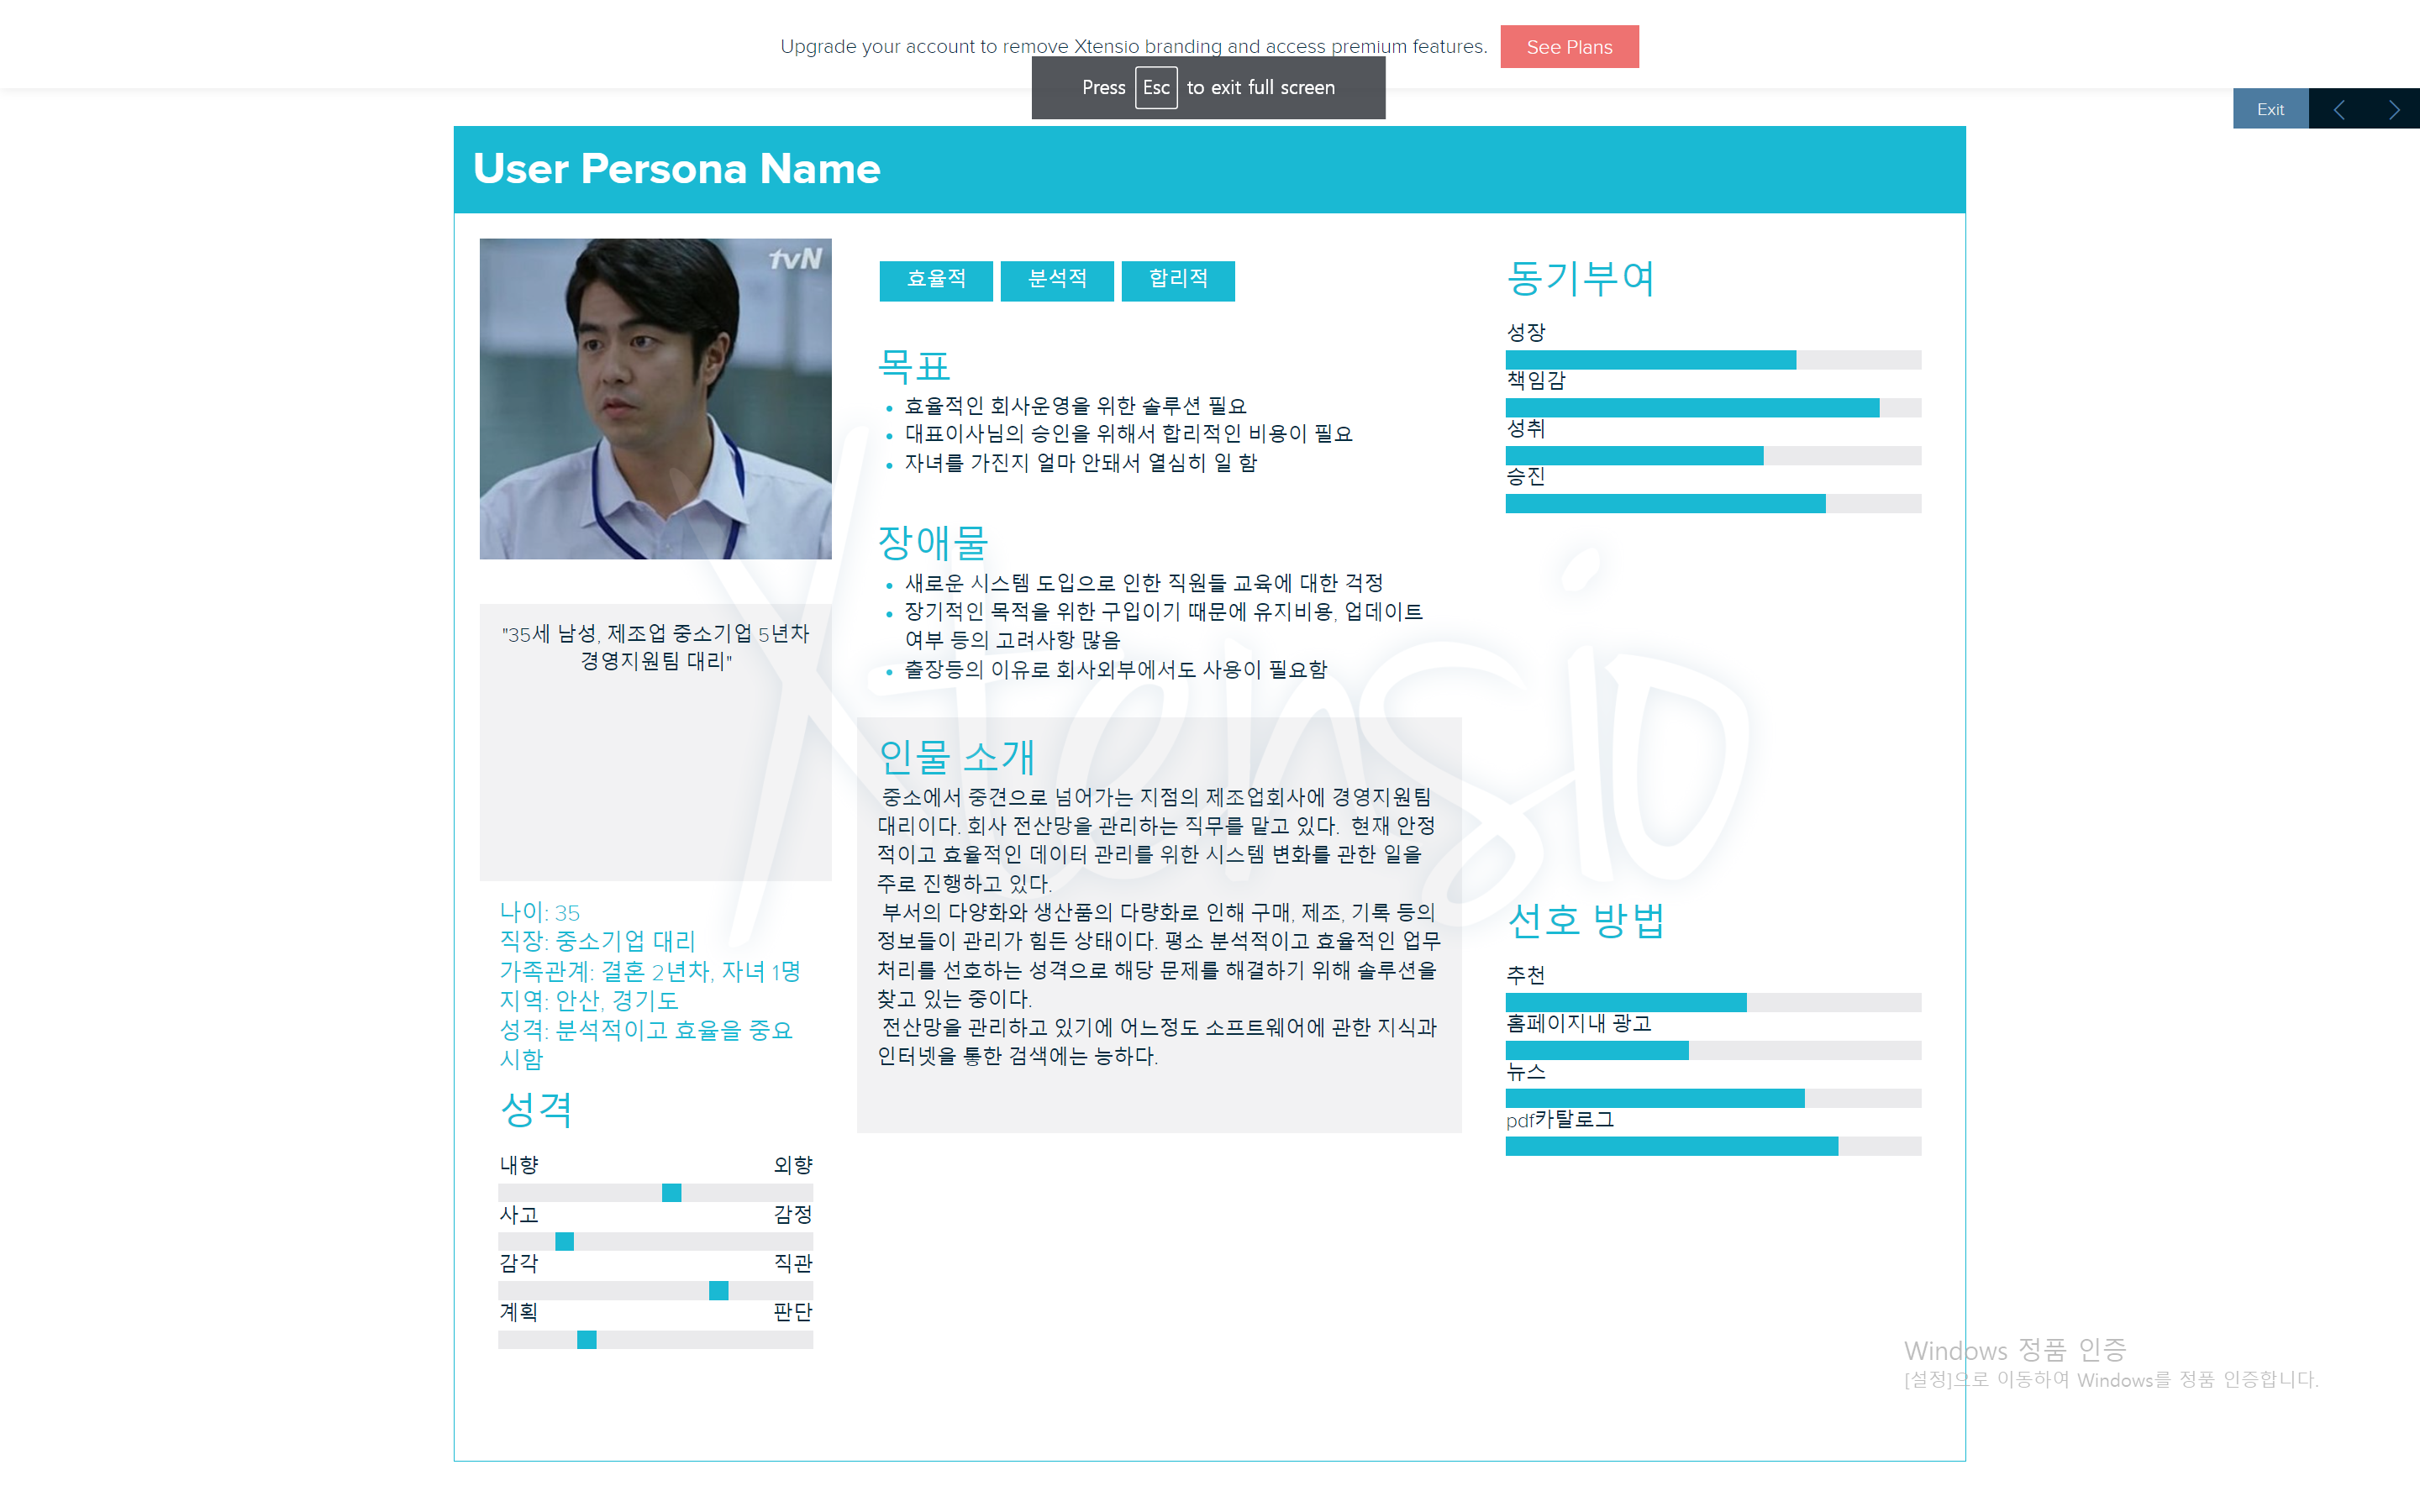 Upgrade your account to remove Xtensio branding and access premium features. See Plans
Press Esc to exit full screen
Exit
User Persona Name
tvN
"35세 남성, 제조업 중소기업 5년차
경영지원팀 대리"
나이: 35
직장: 중소기업 대리
가족관계: 결혼 2년차, 자녀 1명
지역: 안산, 경기도
성격: 분석적이고 효율을 중요
시함
성격
내향 외향
사고 감정
감각 직관
계획 판단
효율적 분석적 합리적
목표
효율적인 회사운영을 위한 솔루션 필요
대표이사님의 승인을 위해서 합리적인 비용이 필요
자녀를 가진지 얼마 안돼서 열심히 일 함
장애물
새로운 시스템 도입으로 인한 직원들 교육에 대한 걱정
장기적인 목적을 위한 구입이기 때문에 유지비용, 업데이트
여부 등의 고려사항 많음
출장등의 이유로 회사외부에서도 사용이 필요함
인물 소개
중소에서 중견으로 넘어가는 지점의 제조업회사에 경영지원팀
대리이다. 회사 전산망을 관리하는 직무를 맡고 있다. 현재 안정
적이고 효율적인 데이터 관리를 위한 시스템 변화를 관한 일을
주로 진행하고 있다.
부서의 다양화와 생산품의 다량화로 인해 구매, 제조, 기록 등의
정보들이 관리가 힘든 상태이다. 평소 분석적이고 효율적인 업무
처리를 선호하는 성격으로 해당 문제를 해결하기 위해 솔루션을
찾고 있는 중이다.
전산망을 관리하고 있기에 어느정도 소프트웨어에 관한 지식과
인터넷을 통한 검색에는 능하다.
동기부여
성장
책임감
성취
승진
선호 방법
추천
홈페이지내 광고
뉴스
pdf카탈로그
Xtensio
Windows 정품 인증
[설정]으로 이동하여 Windows를 정품 인증합니다.